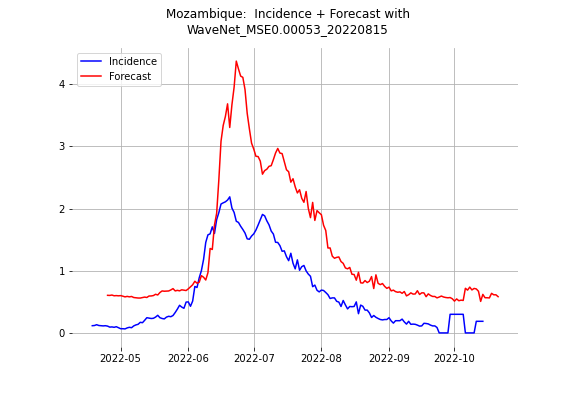 Mozambique:  Incidence + Forecast with
WaveNet_MSE0.00053_20220815
Incidence
Forecast
4
3
2
1
0
2022-05
2022-06
2022-07
2022-08
2022-09
2022-10